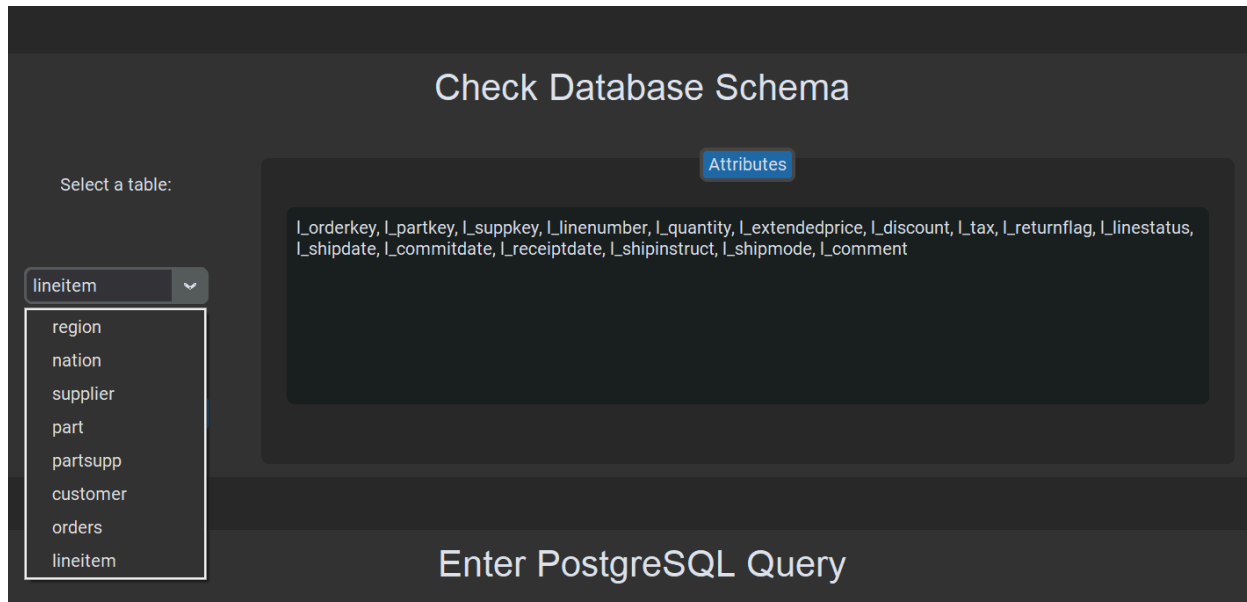 Check Database Schema
Select a table:
Attributes
l_orderkey, l_partkey, l_suppkey, l_linenumber, l_quantity, l_extendedprice, l_discount, l_tax, l_returnflag, l_linestatus,
l_shipdate, l_commitdate, l_receiptdate, l_shipinstruct, l_shipmode, l_comment
lineitem
region
nation
supplier
part
partsupp
customer
orders
lineitem
Enter PostgreSQL Query